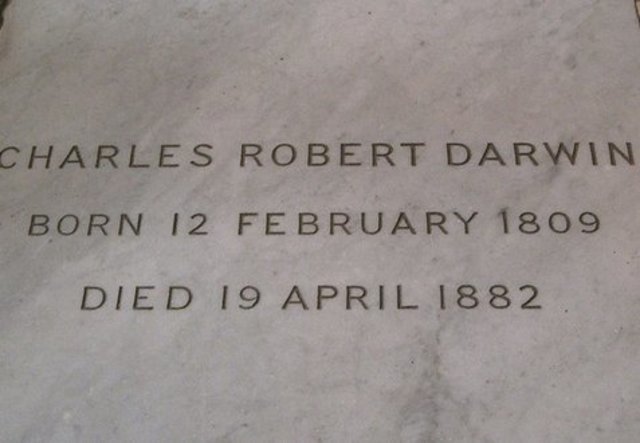 CHARLES ROBERT DARWIN
BORN 12 FEBRUARY 1809
DIED 19 APRIL 1882